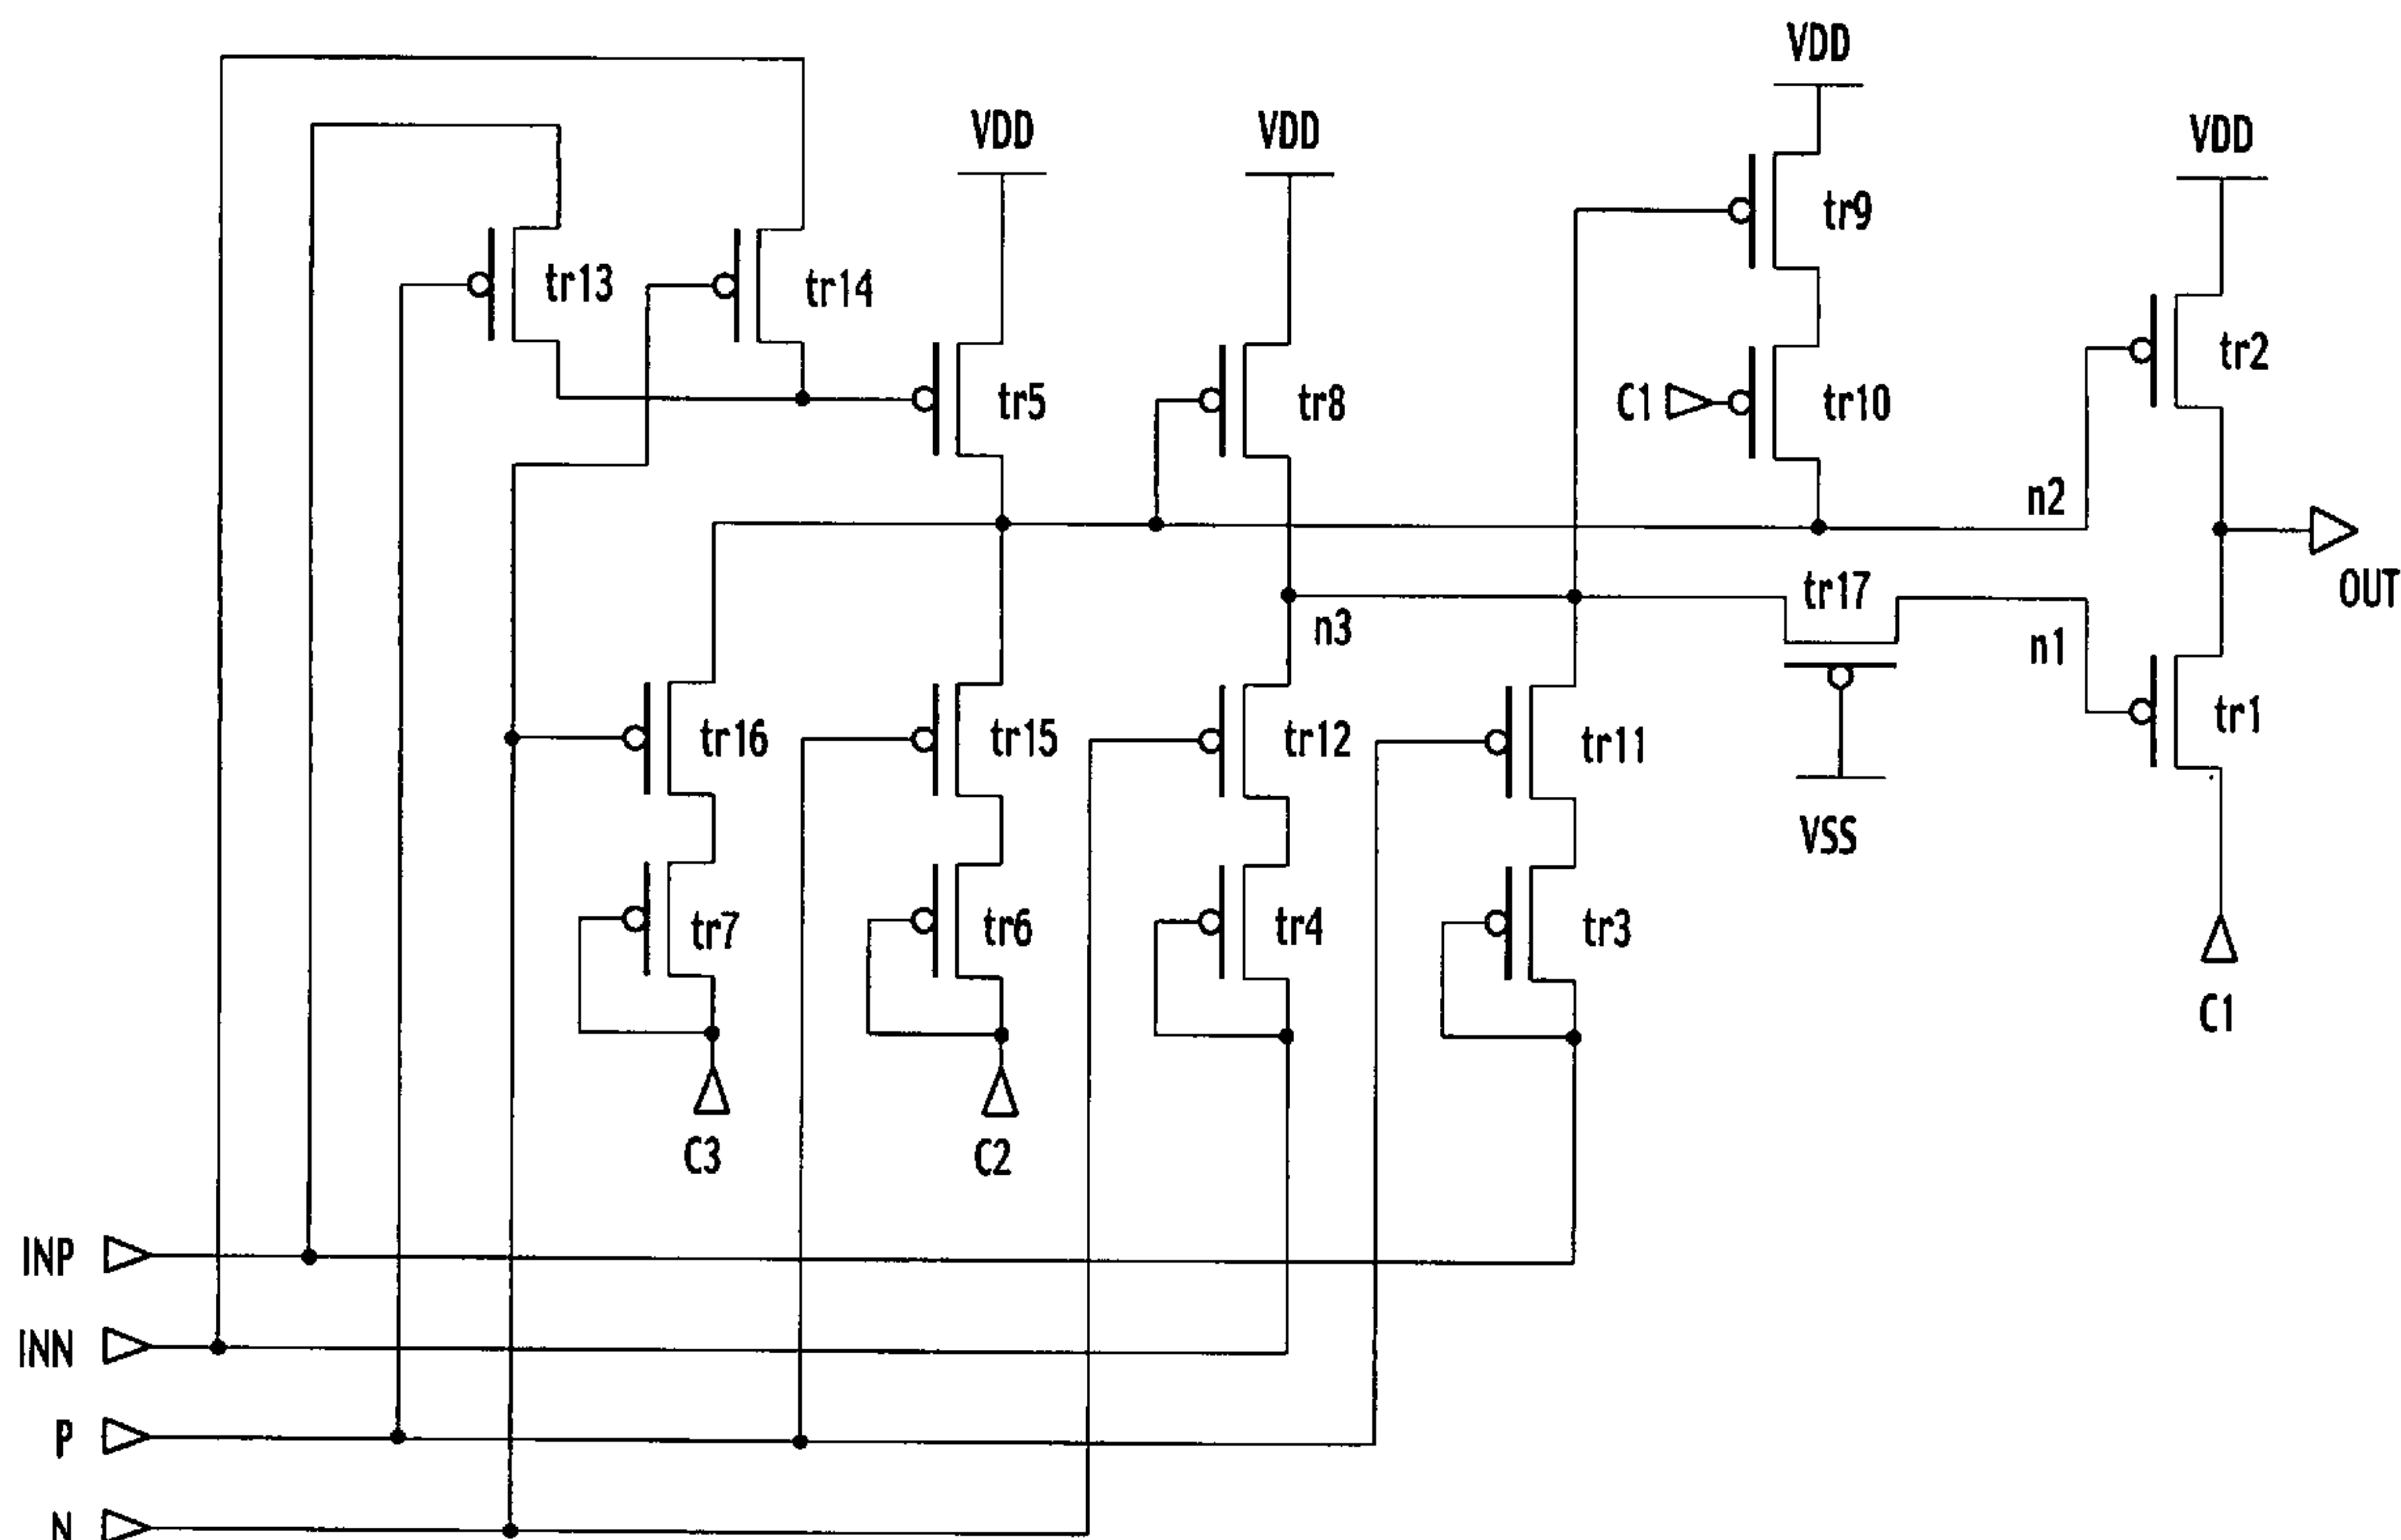 VDD
VDD
VDD
VDD
tr9
tr13
tr14
tr2
tr5
tr8
C1
tr10
n2
OUT
tr17
n3
n1
tr16
tr15
tr12
tr11
tr1
VSS
tr7
tr6
tr4
tr3
C1
C3
C2
INP
INN
P
N